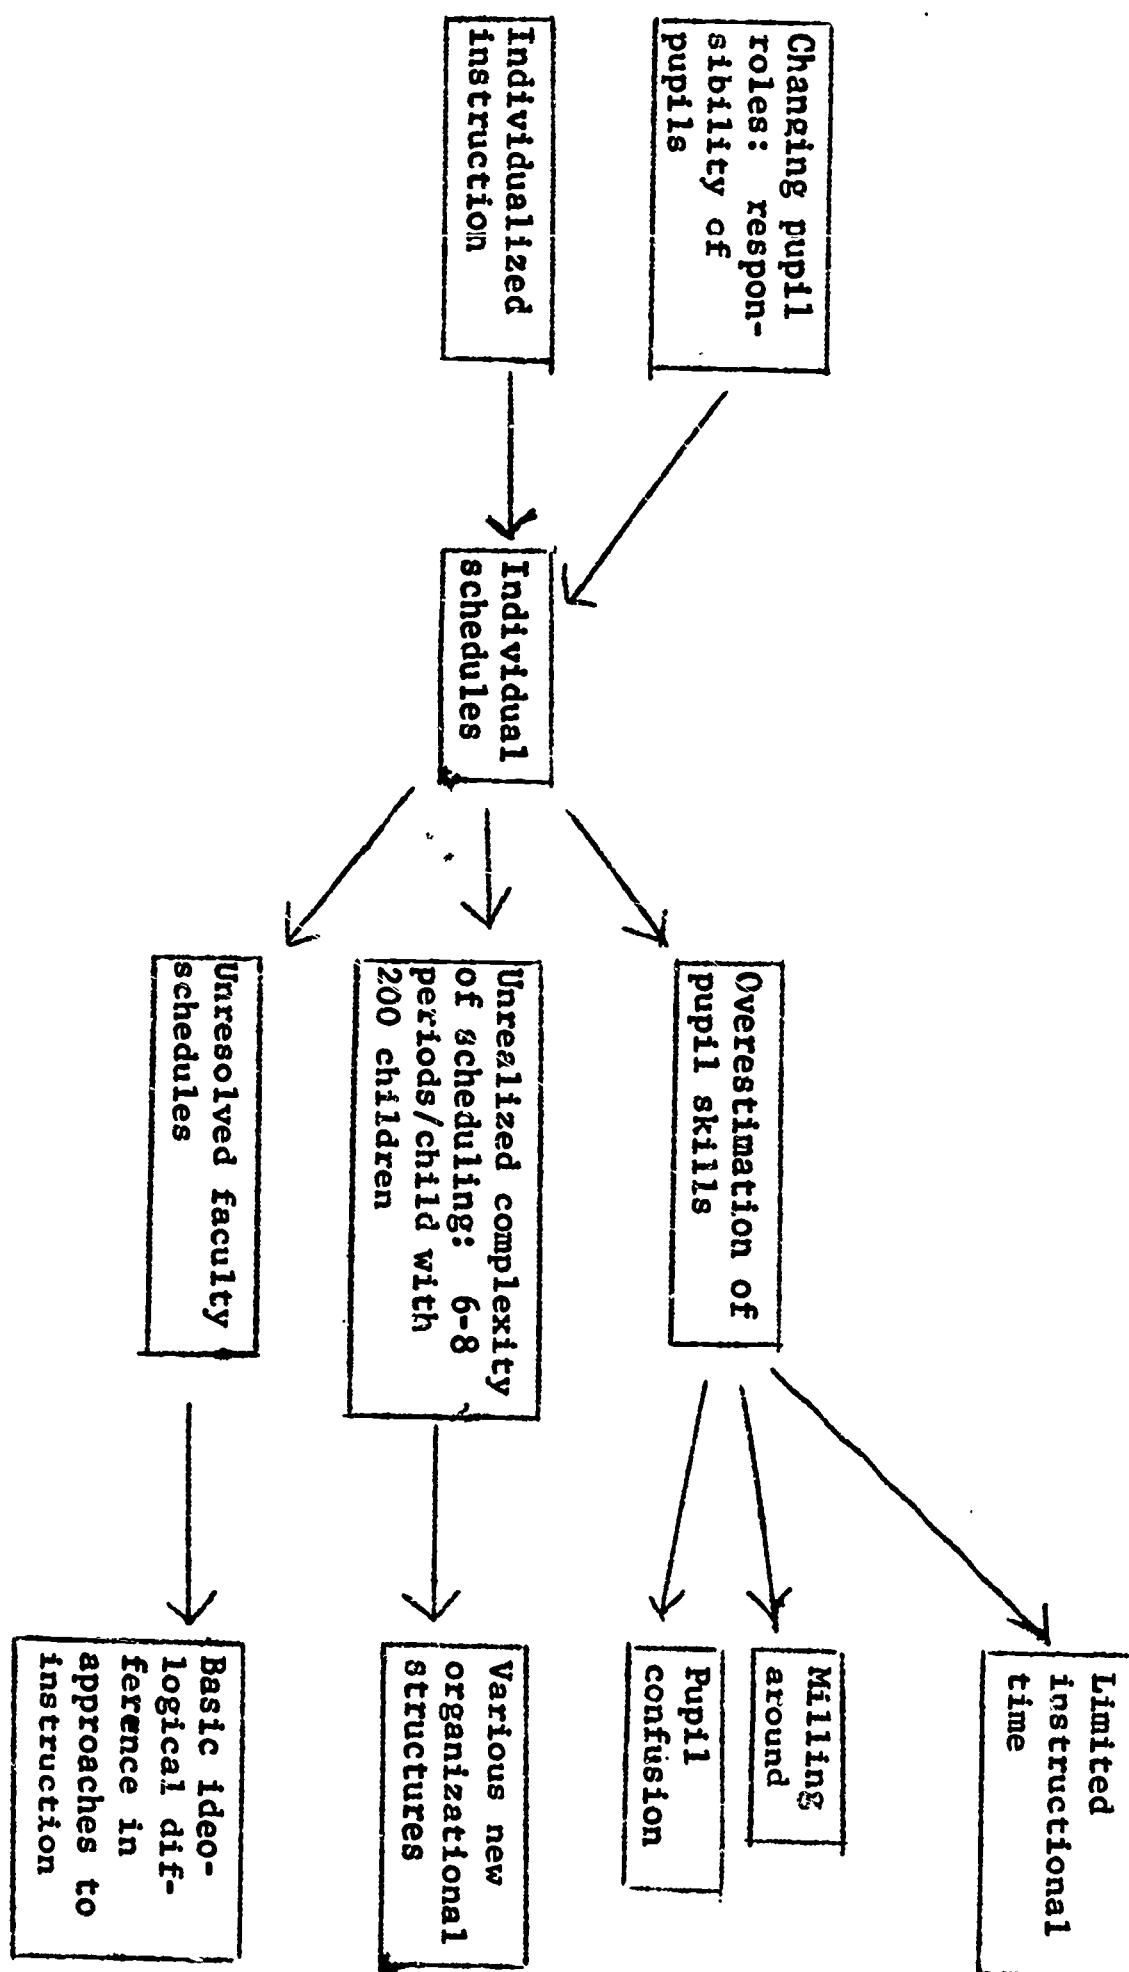 Changing pupil
roles: respon-
sibility of
pupils
Individualized
instruction
Individual
schedules
Overestimation of
pupil skills
Unrealized complexity
of scheduling: 6-8
periods/child with
200 children
Unresolved faculty
schedules
Limited
instructional
time
Milling
around
Pupil
confusion
Various new
organizational
structures
Basic ideo-
logical dif-
ference in
approaches to
instruction